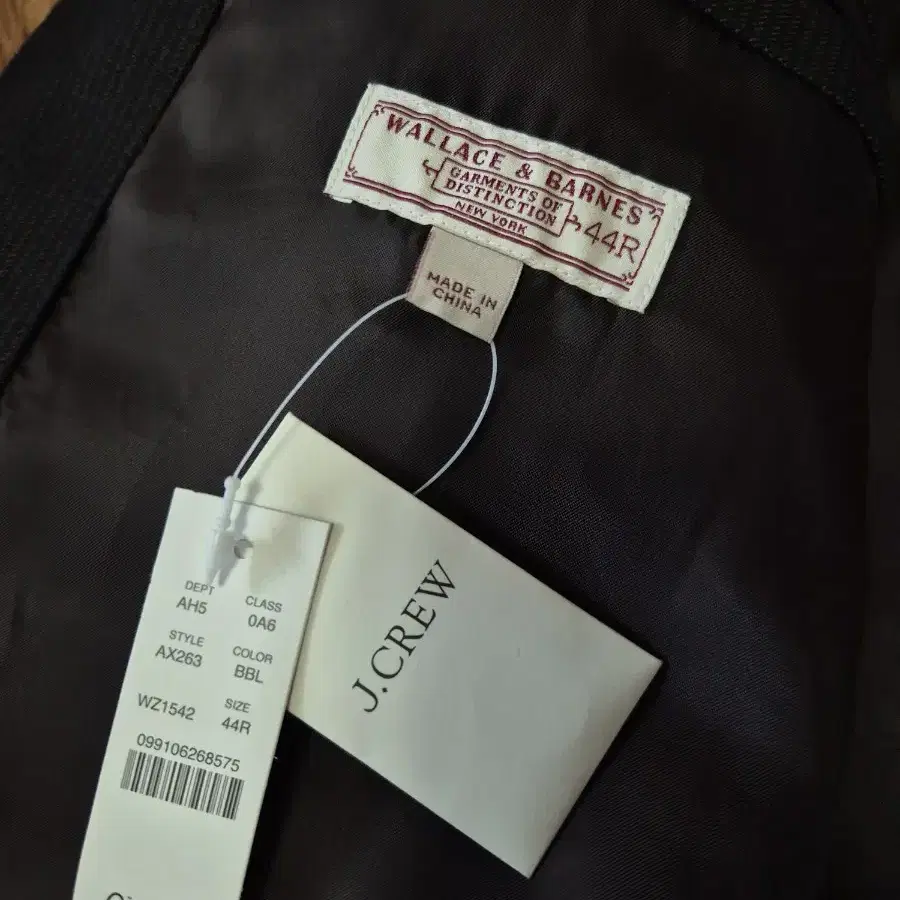 WALLACE & BARNES
GARMENTS OF
DISTINCTION
NEW YORK
44R
MADE IN
CHINA
J.CREW
DEPT CLASS
AH5 0A6
STYLE COLOR
AX263 BBL
WZ1542 SIZE
44R
099106268575